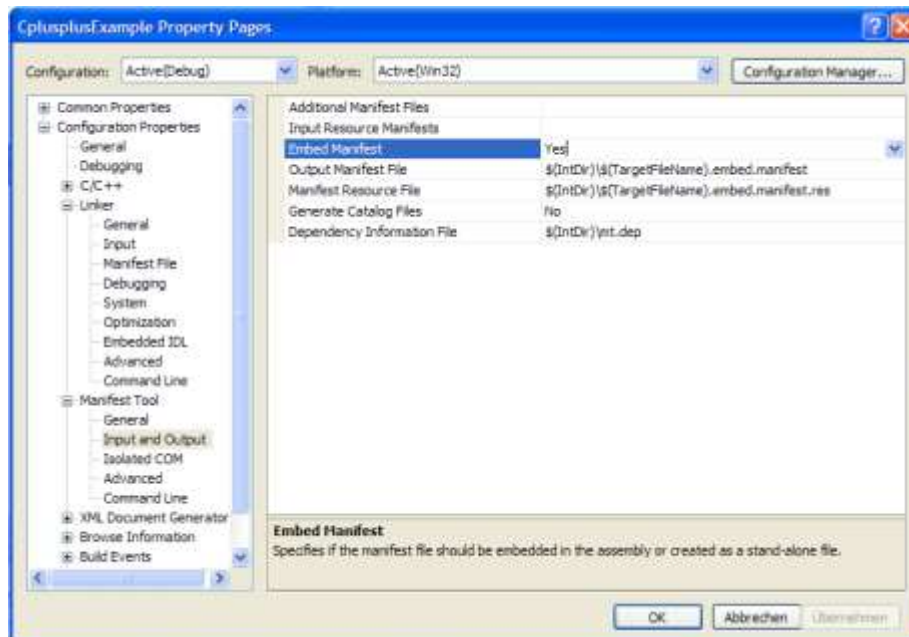 CplusplusExample Property Pages
Configuration: Active(Debug) Platform: Active(Win32) Configuration Manager...
Common Properties
Configuration Properties
General
Debugging
C/C++
Linker
General
Input
Manifest File
Debugging
System
Optimization
Embedded IDL
Advanced
Command Line
Manifest Tool
General
Input and Output
Isolated COM
Advanced
Command Line
XML Document Generator
Browse Information
Build Events
Additional Manifest Files
Input Resource Manifests
Embed Manifest Yes
Output Manifest File $(IntDir)\$(TargetFileName).embed.manifest
Manifest Resource File $(IntDir)\$(TargetFileName).embed.manifest.res
Generate Catalog Files No
Dependency Information File $(IntDir)\mt.dep
Embed Manifest
Specifies if the manifest file should be embedded in the assembly or created as a stand-alone file.
OK Abbrechen Übernehmen